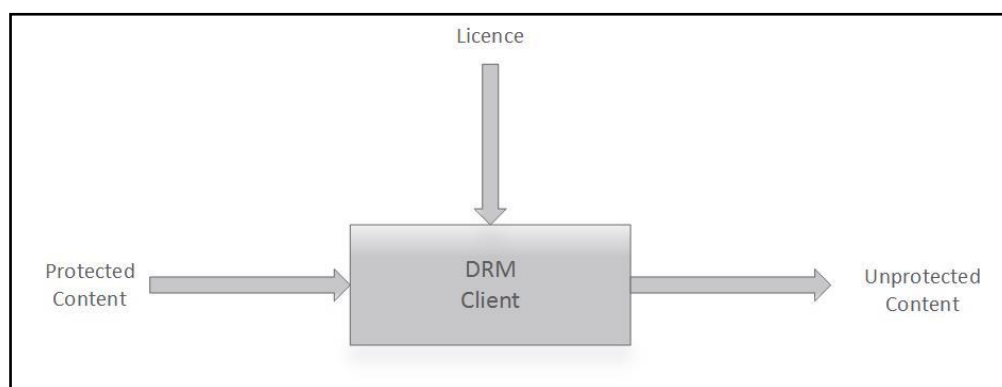 Licence
Protected
Content
DRM
Client
Unprotected
Content